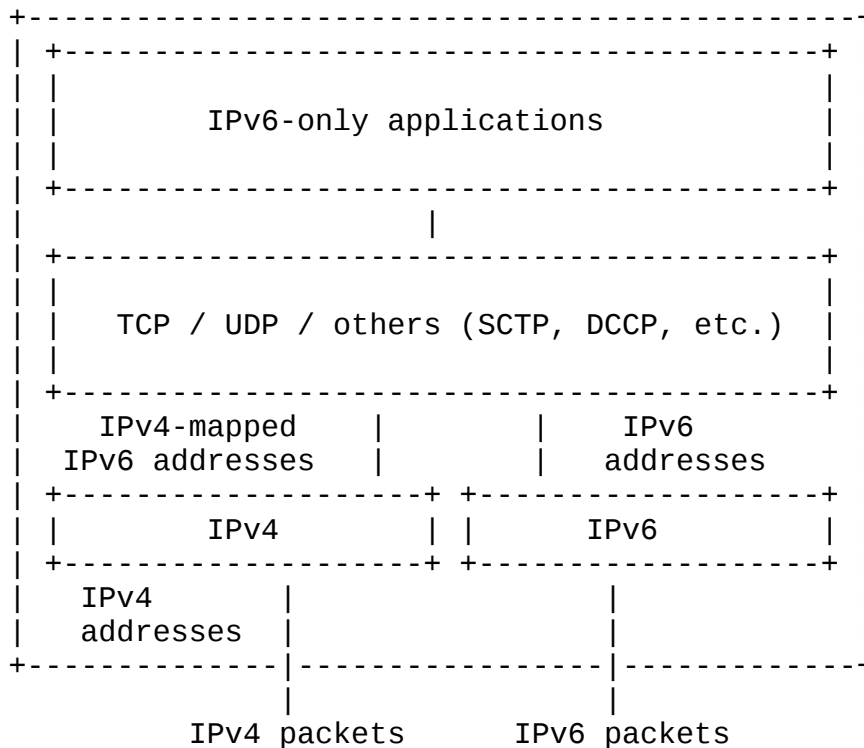 IPv6-only applications
TCP / UDP / others (SCTP, DCCP, etc.)
IPv4-mapped IPv6
IPv6 addresses addresses
IPv4 IPv6
IPv4
addresses
IPv4 packets IPv6 packets